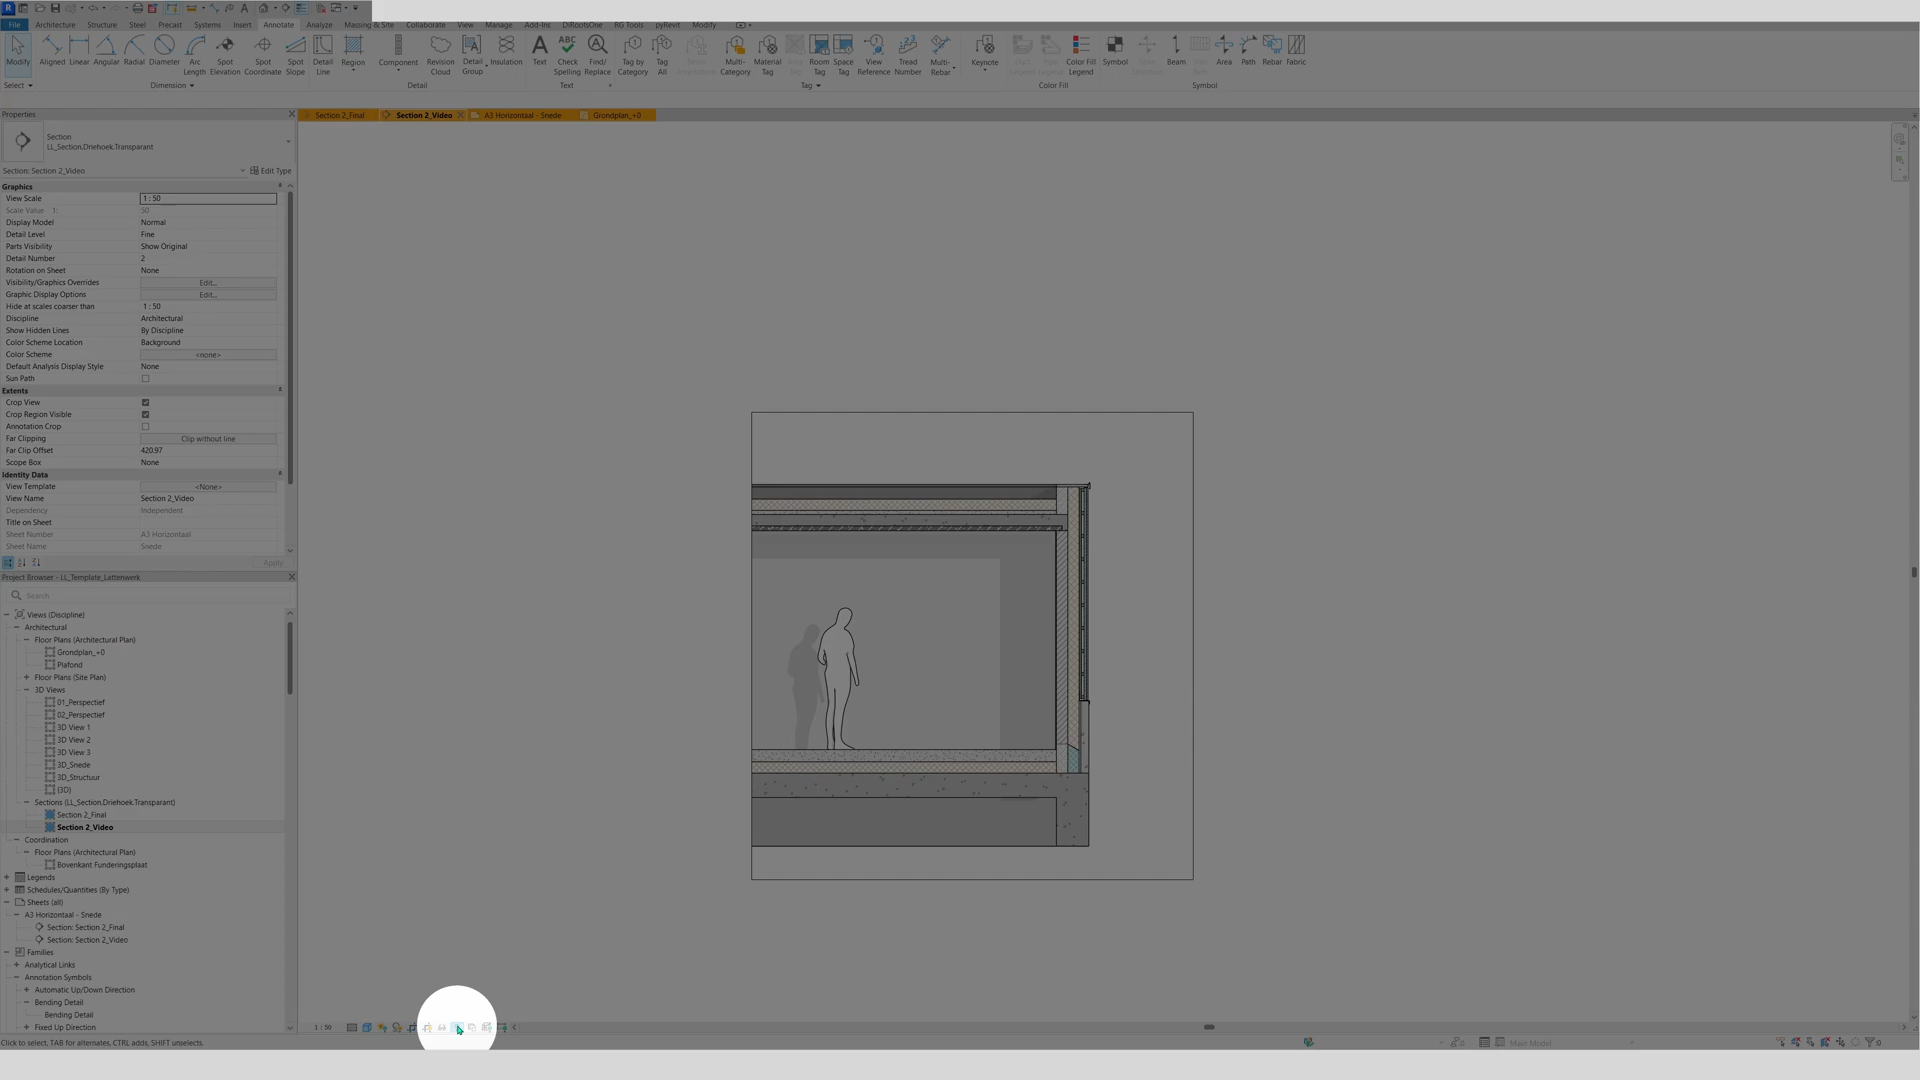 File Architecture Structure Steel Precast Systems Insert Annotate Analyze Massing & Site Collaborate View Manage Add-Ins DiRootsOne RG Tools pyRevit Modify
Modify Aligned Linear Angular Radial Diameter Arc Length Spot Elevation Spot Coordinate Spot Slope Detail Line Region Component Revision Cloud Detail Group Insulation Text Check Spelling Find/ Replace Tag by Category Tag All Multi- Category Material Tag Room Tag Space Tag View Reference Tread Number Multi- Rebar Keynote Color Fill Legend Symbol Beam Area Path Rebar Fabric
Select Dimension Detail Text Tag Color Fill Symbol
Properties
Section 2_Final Section 2_Video A3 Horizontaal - Snede Grondplan_+0
Section
LL_Section.Driehoek.Transparant
Section: Section 2_Video Edit Type
Graphics
View Scale 1 : 50
Scale Value 1: 50
Display Model Normal
Detail Level Fine
Parts Visibility Show Original
Detail Number 2
Rotation on Sheet None
Visibility/Graphics Overrides Edit...
Graphic Display Options Edit...
Hide at scales coarser than 1 : 50
Discipline Architectural
Show Hidden Lines By Discipline
Color Scheme Location Background
Color Scheme <none>
Default Analysis Display Style None
Sun Path
Extents
Crop View
Crop Region Visible
Annotation Crop
Far Clipping Clip without line
Far Clip Offset 420.97
Scope Box None
Identity Data
View Template <None>
View Name Section 2_Video
Dependency Independent
Title on Sheet
Sheet Number A3 Horizontaal
Sheet Name Snede
Apply
Project Browser - LL_Template_Lattenwerk
Search
Views (Discipline)
Architectural
Floor Plans (Architectural Plan)
Grondplan_+0
Plafond
Floor Plans (Site Plan)
3D Views
01_Perspectief
02_Perspectief
3D View 1
3D View 2
3D View 3
3D_Snede
3D_Structuur
{3D}
Sections (LL_Section.Driehoek.Transparant)
Section 2_Final
Section 2_Video
Coordination
Floor Plans (Architectural Plan)
Bovenkant Funderingsplaat
Legends
Schedules/Quantities (By Type)
Sheets (all)
A3 Horizontaal - Snede
Section: Section 2_Final
Section: Section 2_Video
Families
Analytical Links
Annotation Symbols
Automatic Up/Down Direction
Bending Detail
Bending Detail
Fixed Up Direction
1 : 50
Click to select, TAB for alternates, CTRL adds, SHIFT unselects.
:0
Main Model
:0